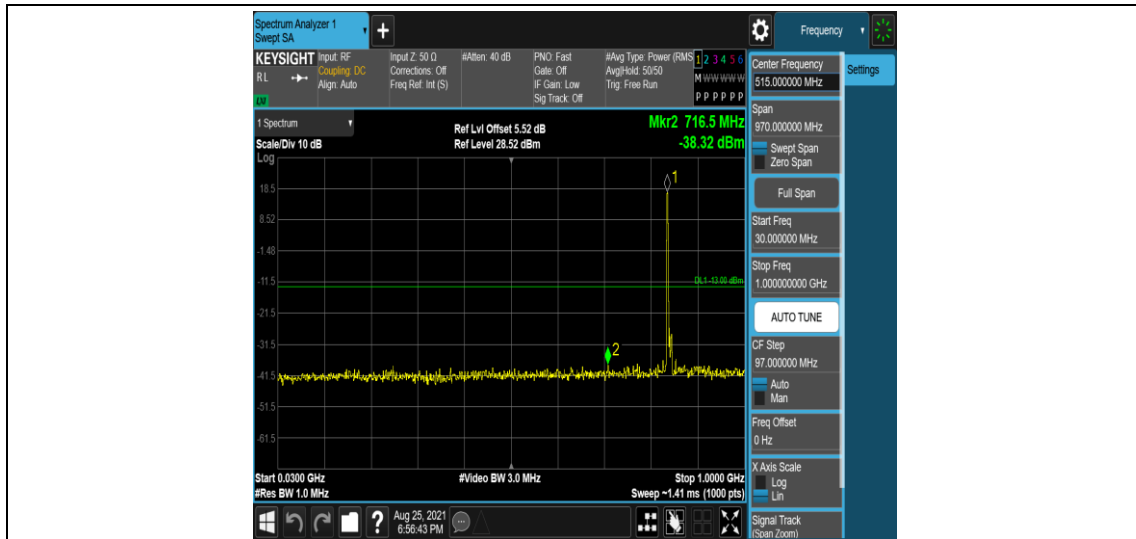 Spectrum Analyzer 1
Swept SA
Frequency
KEYSIGHT
RL
LXI
Input: RF
Coupling: DC
Align: Auto
Input Z: 50 Ω
Corrections: Off
Freq Ref: Int (S)
#Atten: 40 dB
PNO: Fast
Gate: Off
IF Gain: Low
Sig Track: Off
#Avg Type: Power (RMS
Avg|Hold: 50/50
Trig: Free Run
1 2 3 4 5 6
M W W W W W
P P P P P P
1 Spectrum
Scale/Div 10 dB
Log
Ref Lvl Offset 5.52 dB
Ref Level 28.52 dBm
Mkr2 716.5 MHz
-38.32 dBm
1
18.5
8.52
-1.48
-11.5
DL1 -13.00 dBm
-21.5
-31.5
2
-41.5
-51.5
-61.5
Start 0.0300 GHz
#Video BW 3.0 MHz
Stop 1.0000 GHz
#Res BW 1.0 MHz
Sweep ~1.41 ms (1000 pts)
Aug 25, 2021
6:56:43 PM
Center Frequency
515.000000 MHz
Settings
Span
970.000000 MHz
Swept Span
Zero Span
Full Span
Start Freq
30.000000 MHz
Stop Freq
1.000000000 GHz
AUTO TUNE
CF Step
97.000000 MHz
Auto
Man
Freq Offset
0 Hz
X Axis Scale
Log
Lin
Signal Track
(Span Zoom)